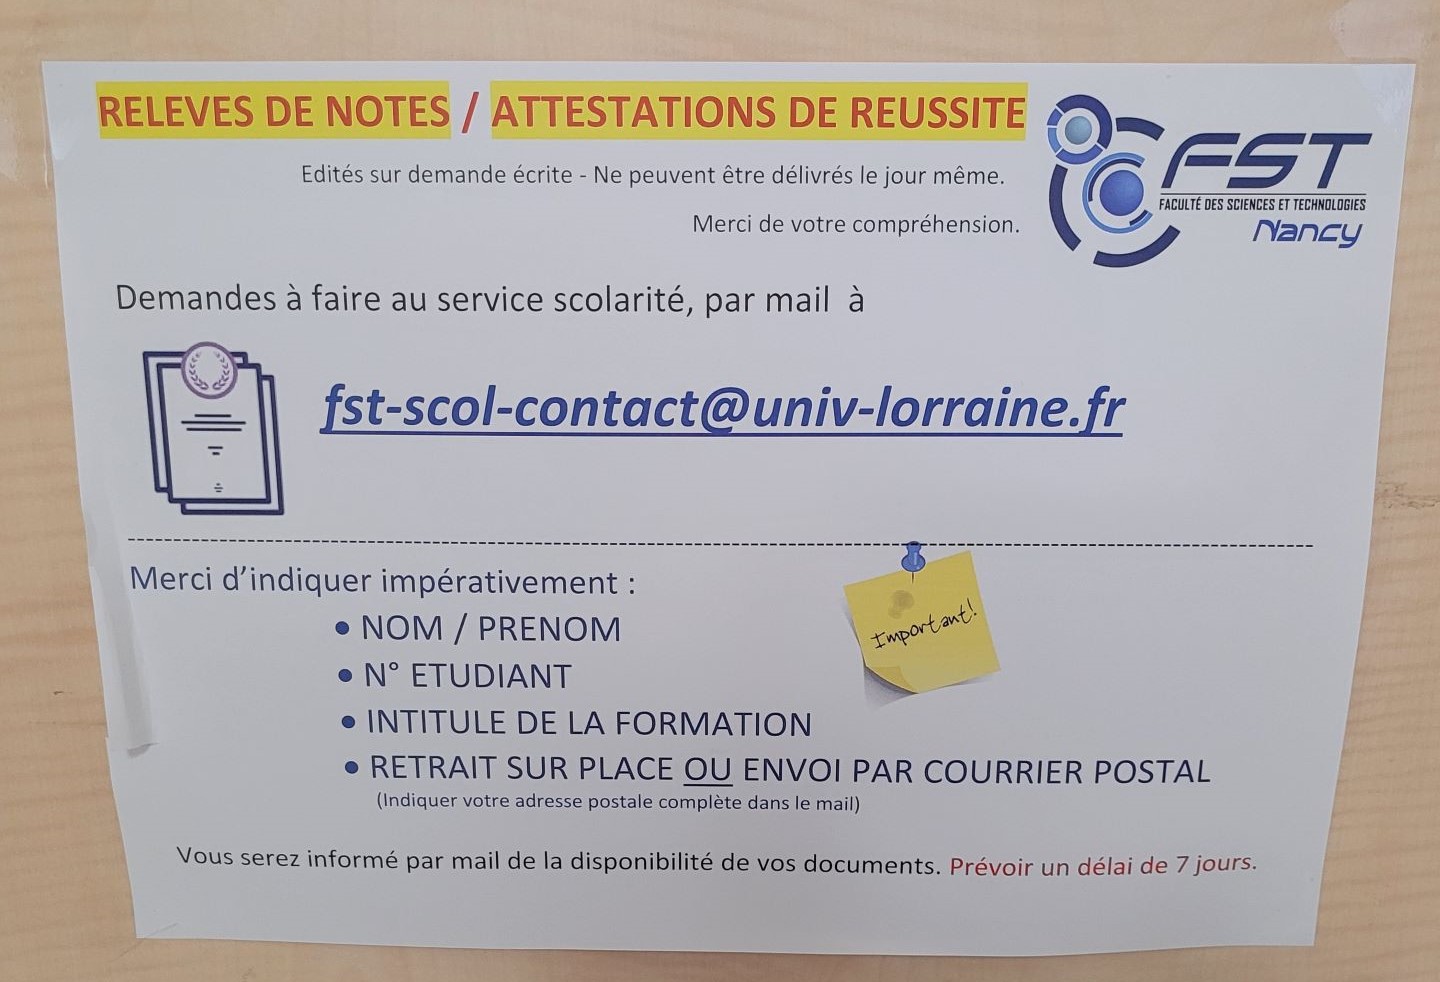 RELEVES DE NOTES / ATTESTATIONS DE REUSSITE
Edités sur demande écrite - Ne peuvent être délivrés le jour même.
Merci de votre compréhension.
FST
FACULTÉ DES SCIENCES ET TECHNOLOGIES
Nancy
Demandes à faire au service scolarité, par mail à
fst-scol-contact@univ-lorraine.fr
Merci d'indiquer impérativement :
Important!
• NOM / PRENOM
• N° ETUDIANT
• INTITULE DE LA FORMATION
• RETRAIT SUR PLACE OU ENVOI PAR COURRIER POSTAL
(Indiquer votre adresse postale complète dans le mail)
Vous serez informé par mail de la disponibilité de vos documents. Prévoir un délai de 7 jours.